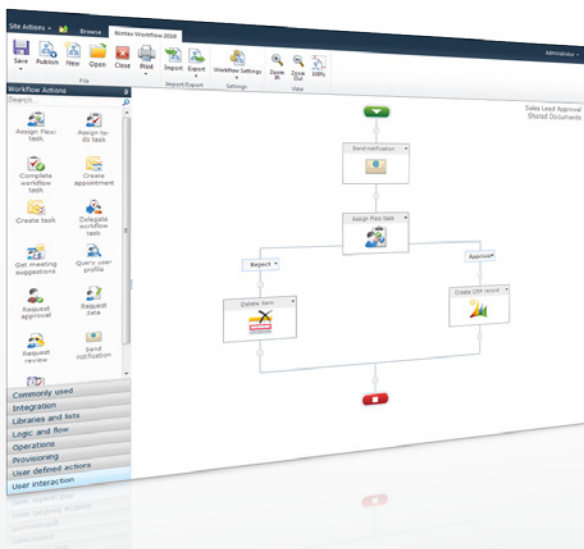 Site Actions
Browse
Nintex Workflow 2010
Administrator
Save
Publish
New
Open
Close
Print
Import
Export
Workflow Settings
Zoom In
Zoom Out
100%
File
Import/Export
Settings
View
Workflow Actions
Search...
Assign Flexi task
Assign to-do task
Complete workflow task
Create appointment
Create task
Delegate workflow task
Get meeting suggestions
Query user profile
Request approval
Request data
Request review
Send notification
Commonly used
Integration
Libraries and lists
Logic and flow
Operations
Provisioning
User defined actions
User interaction
Sales Lead Approval
Shared Documents
Send notification
Assign Flexi task
Reject
Approve
Delete item
Create CRM record